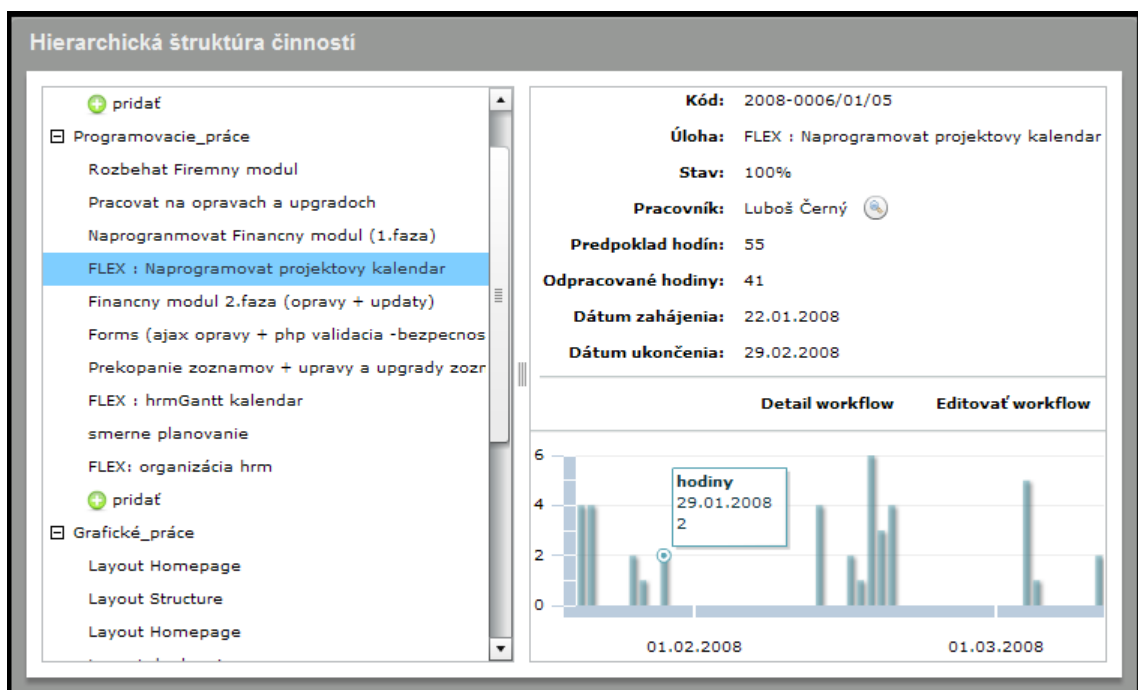 Hierarchická štruktúra činností
pridať
Programovacie_práce
Rozbehat Firemny modul
Pracovat na opravach a upgradoch
Naprogranmovat Financny modul (1.faza)
FLEX : Naprogramovat projektovy kalendar
Financny modul 2.faza (opravy + updaty)
Forms (ajax opravy + php validacia -bezpecnos
Prekopanie zoznamov + upravy a upgrady zozr
FLEX : hrmGantt kalendar
smerne planovanie
FLEX: organizácia hrm
pridať
Grafické_práce
Layout Homepage
Layout Structure
Layout Homepage
Kód: 2008-0006/01/05
Úloha: FLEX : Naprogramovat projektovy kalendar
Stav: 100%
Pracovník: Luboš Černý
Predpoklad hodín: 55
Odpracované hodiny: 41
Dátum zahájenia: 22.01.2008
Dátum ukončenia: 29.02.2008
Detail workflow Editovať workflow
6
4
2
0
hodiny
29.01.2008
2
01.02.2008 01.03.2008